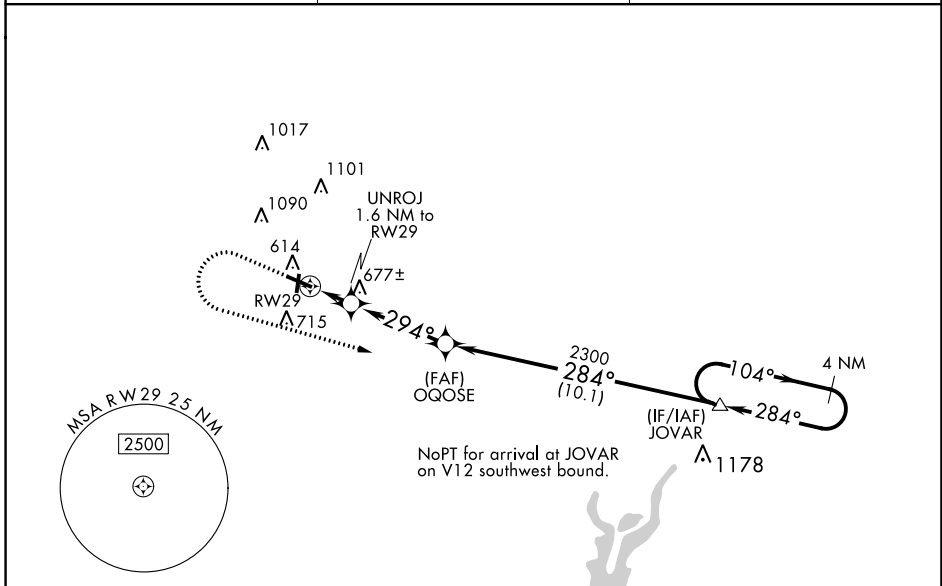 1017
1101
1090
UNROJ
1.6 NM to
RW29
614
677±
RW29
715
294°
(FAF)
OQOSE
2300
284°
(10.1)
104°
4 NM
284°
(IF/IAF)
JOVAR
1178
NoPT for arrival at JOVAR
on V12 southwest bound.
MSA RW29 25 NM
2500